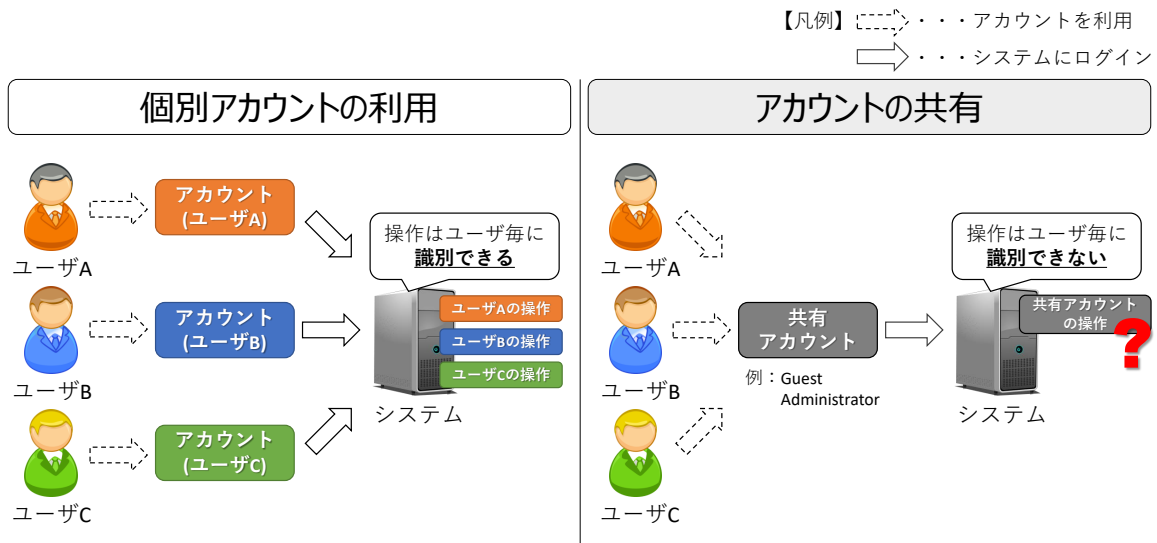 【凡例】 ・・・アカウントを利用
・・・システムにログイン
個別アカウントの利用
ユーザA
アカウント
(ユーザA)
ユーザB
アカウント
(ユーザB)
ユーザC
アカウント
(ユーザC)
操作はユーザ毎に
識別できる
ユーザAの操作
ユーザBの操作
ユーザCの操作
システム
アカウントの共有
ユーザA
ユーザB
ユーザC
共有
アカウント
例：Guest
Administrator
操作はユーザ毎に
識別できない
共有アカウント
の操作
?
システム